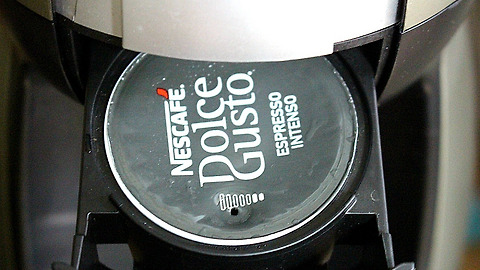 NESCAFÉ.
Dolce
Gusto
ESPRESSO
INTENSO